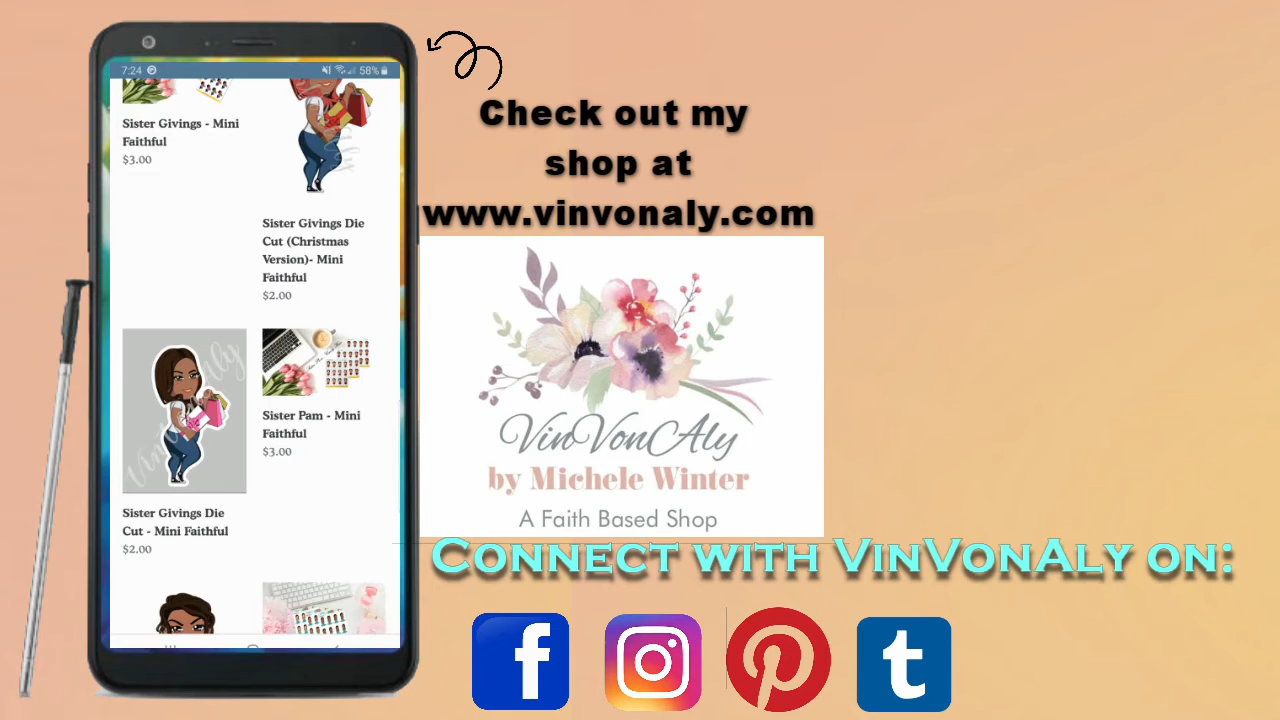 7:24
58%
Sister Givings - Mini
Faithful
$3.00
Sister Givings Die
Cut (Christmas
Version)- Mini
Faithful
$2.00
VinVonAly
Sister Givings Die
Cut - Mini Faithful
$2.00
Sister Pam - Mini
Faithful
$3.00
Check out my
shop at
www.vinvonaly.com
VinVonAly
by Michele Winter
A Faith Based Shop
Connect with VinVonAly on:
f
t